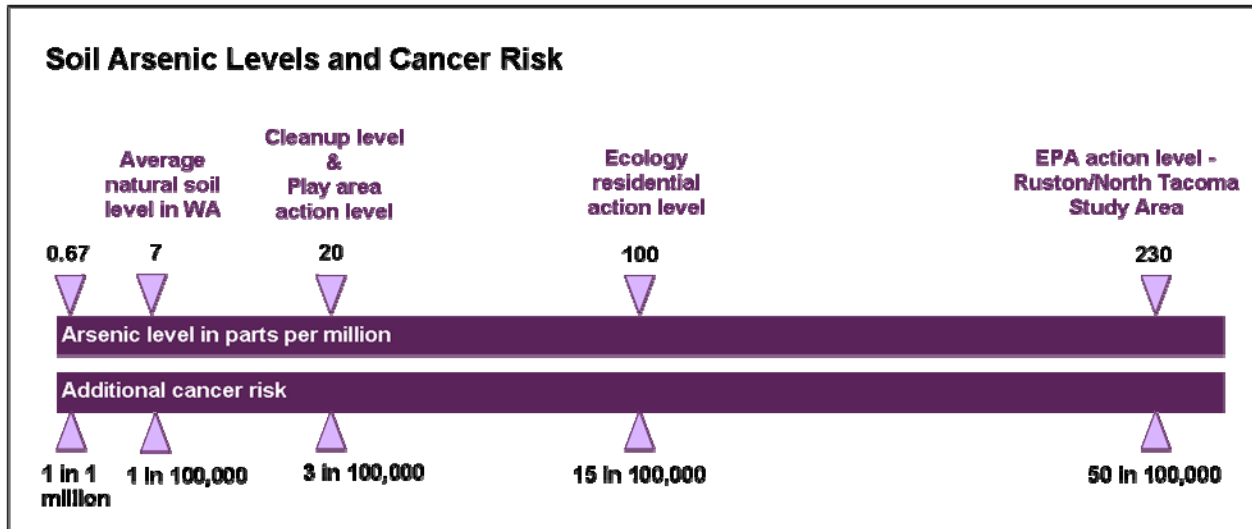 Soil Arsenic Levels and Cancer Risk
Average
natural soil
level in WA
Cleanup level
&
Play area
action level
Ecology
residential
action level
EPA action level -
Ruston/North Tacoma
Study Area
0.67
7
20
100
230
Arsenic level in parts per million
Additional cancer risk
1 in 1
million
1 in 100,000
3 in 100,000
15 in 100,000
50 in 100,000